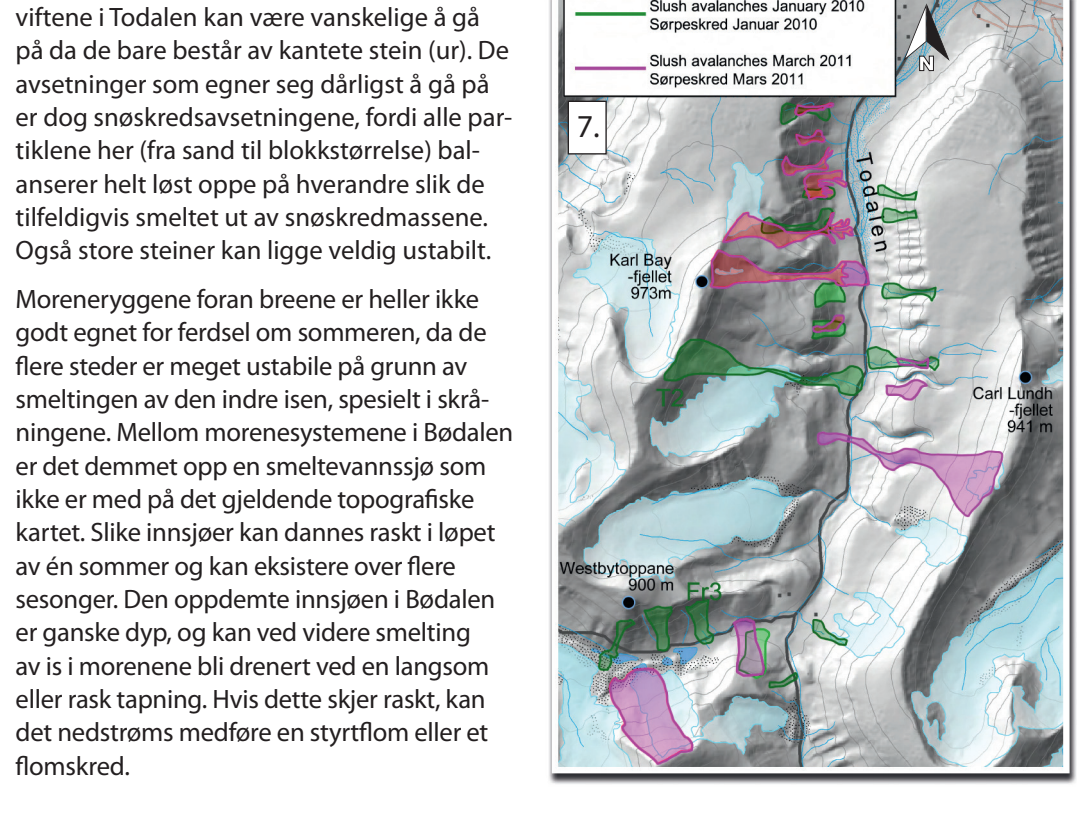 viftene i Todalen kan være vanskelige å gå
på da de bare består av kantete stein (ur). De
avsetninger som egner seg dårligst å gå på
er dog snøskredsavsetningene, fordi alle par-
tiklene her (fra sand til blokkstørrelse) bal-
anserer helt løst oppe på hverandre slik de
tilfeldigvis smeltet ut av snøskredmassene.
Også store steiner kan ligge veldig ustabilt.
Moreneryggene foran breene er heller ikke
godt egnet for ferdsel om sommeren, da de
flere steder er meget ustabile på grunn av
smeltingen av den indre isen, spesielt i skrå-
ningene. Mellom morenesystemene i Bødalen
er det demmet opp en smeltevannssjø som
ikke er med på det gjeldende topografiske
kartet. Slike innsjøer kan dannes raskt i løpet
av én sommer og kan eksistere over flere
sesonger. Den oppdemte innsjøen i Bødalen
er ganske dyp, og kan ved videre smelting
av is i morenene bli drenert ved en langsom
eller rask tapning. Hvis dette skjer raskt, kan
det nedstrøms medføre en styrtflom eller et
flomskred.
Slush avalanches January 2010
Sørpeskred Januar 2010
Slush avalanches March 2011
Sørpeskred Mars 2011
N
7.
Todalen
Karl Bay
-fjellet
973m
T2
Carl Lundh
-fjellet
941 m
Westbytoppane
900 m
Fr3